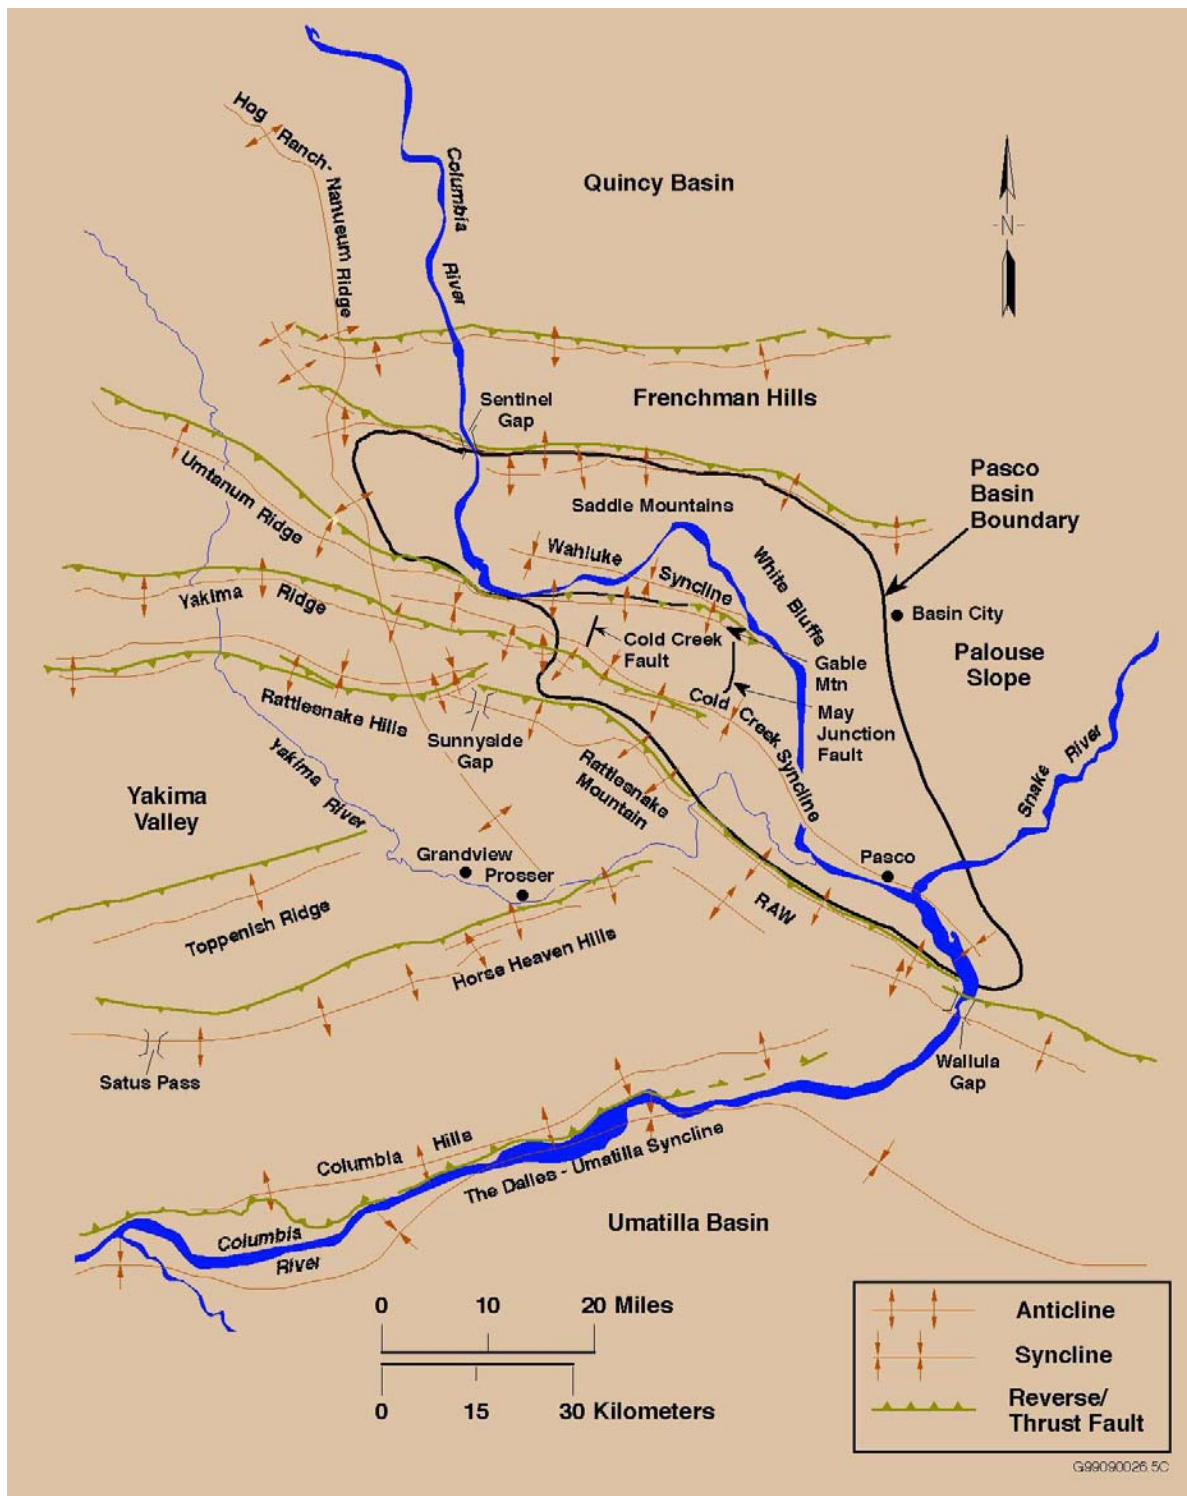 Hog Ranch-
Nanueum Ridge
Columbia
River
Quincy Basin
-N-
Sentinel
Gap
Frenchman Hills
Pasco
Basin
Boundary
Umtanum Ridge
Saddle Mountains
Wahluke
Syncline
White Bluffs
Yakima
Ridge
Basin City
Cold Creek
Fault
Gable
Mtn
Palouse
Slope
Cold Creek Syncline
May
Junction
Fault
Rattlesnake Hills
Sunnyside
Gap
Rattlesnake
Mountain
Snake River
Yakima River
Yakima
Valley
Grandview
Prosser
Pasco
Toppenish Ridge
RAW
Horse Heaven Hills
Satus Pass
Wallula
Gap
Columbia Hills
The Dalles - Umatilla Syncline
Columbia
River
Umatilla Basin
0 10 20 Miles
0 15 30 Kilometers
Anticline
Syncline
Reverse/
Thrust Fault
G99090026.5C